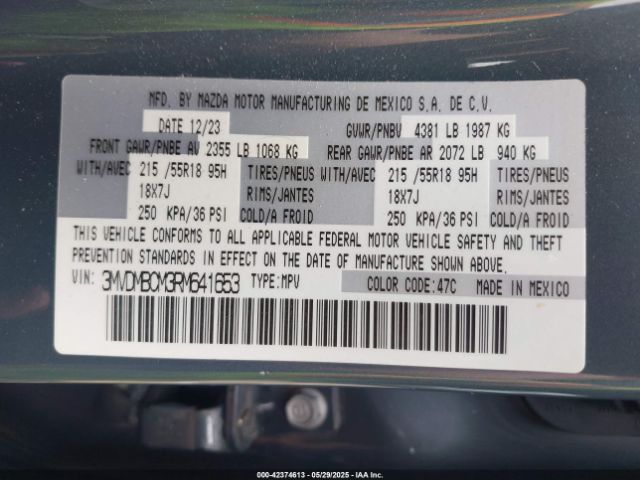 MFD. BY MAZDA MOTOR MANUFACTURING DE MEXICO S.A. DE C.V.
DATE 12/23 GVWR/PNBV 4381 LB 1987 KG
FRONT GAWR/PNBE AV 2355 LB 1068 KG REAR GAWR/PNBE AR 2072 LB 940 KG
WITH/AVEC 215 /55R18 95H TIRES/PNEUS WITH/AVEC 215 /55R18 95H TIRES/PNEUS
18X7J RIMS/JANTES 18X7J RIMS/JANTES
250 KPA/36 PSI COLD/A FROID 250 KPA/36 PSI COLD/A FROID
THIS VEHICLE CONFORMS TO ALL APPLICABLE FEDERAL MOTOR VEHICLE SAFETY AND THEFT
PREVENTION STANDARDS IN EFFECT ON THE DATE OF MANUFACTURE SHOWN ABOVE.
VIN: 3MVDMBCM3RM641653 TYPE: MPV COLOR CODE: 47C MADE IN MEXICO
000-42374613 - 05/29/2025 - IAAI, Inc.